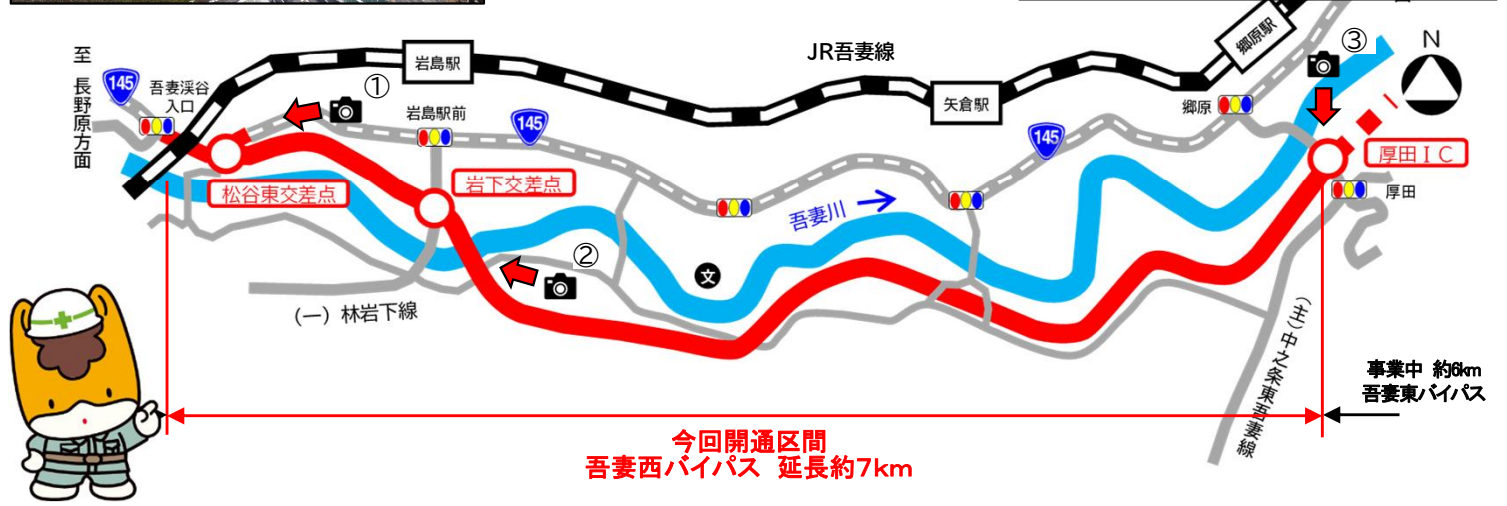 至 長野原方面
145
吾妻渓谷
入口
岩島駅
①
岩島駅前
145
JR吾妻線
矢倉駅
郷原駅
③
N
145
郷原
厚田ＩＣ
厚田
松谷東交差点
岩下交差点
吾妻川
②
文
(一) 林岩下線
(主)中之条東吾妻線
事業中 約6km
吾妻東バイパス
今回開通区間
吾妻西バイパス 延長約7km